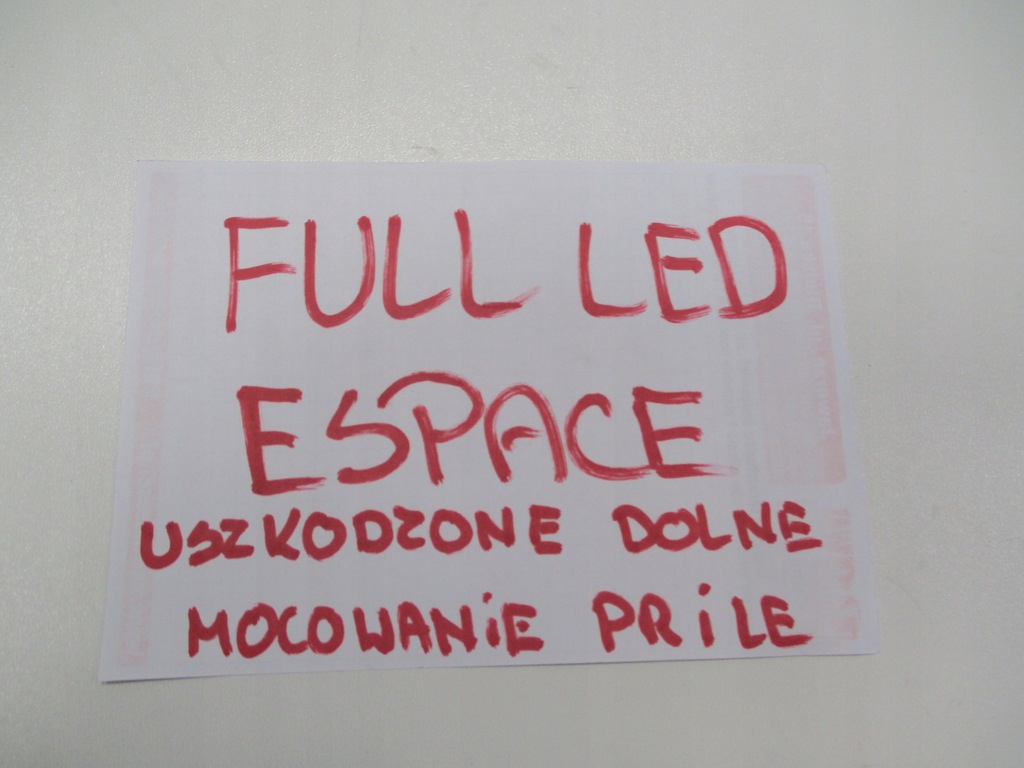 FULL LED
ESPACE
USZKODZONE DOLNE
MOCOWANiE PRiLE